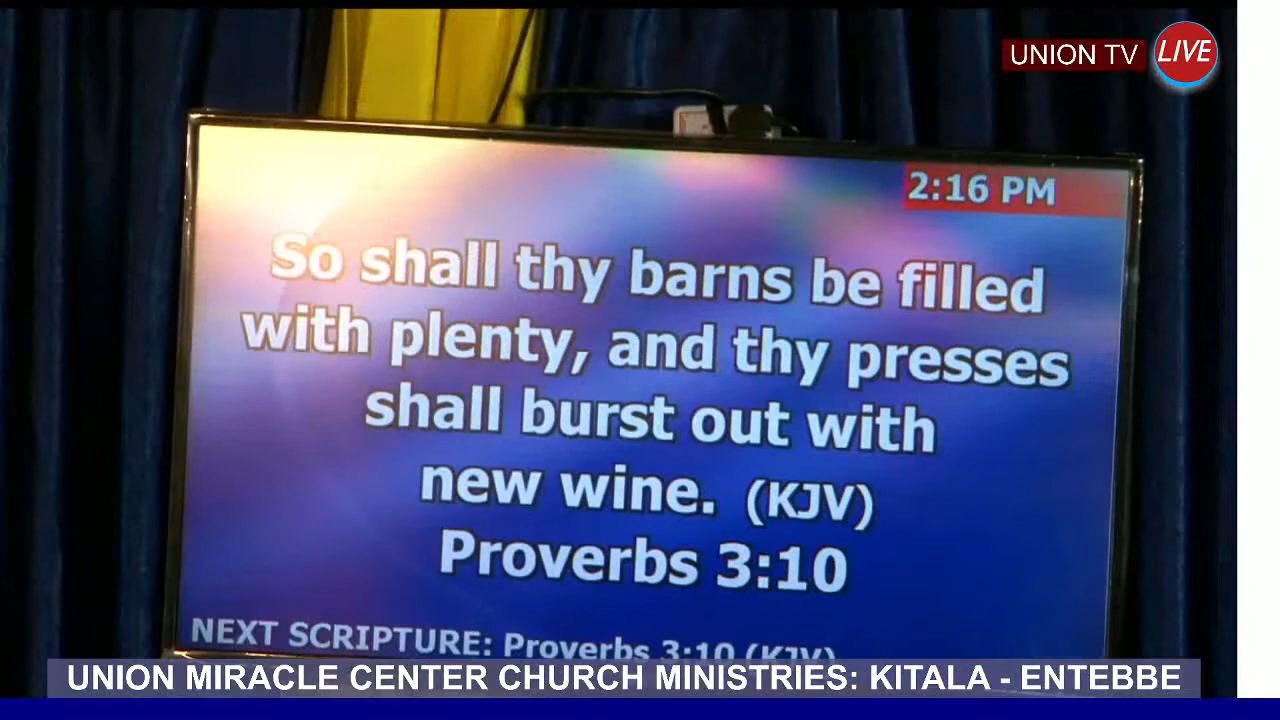 UNION TV
LIVE
2:16 PM
So shall thy barns be filled
with plenty, and thy presses
shall burst out with
new wine. (KJV)
Proverbs 3:10
NEXT SCRIPTURE: Proverbs 3:10 (KJV)
UNION MIRACLE CENTER CHURCH MINISTRIES: KITALA - ENTEBBE